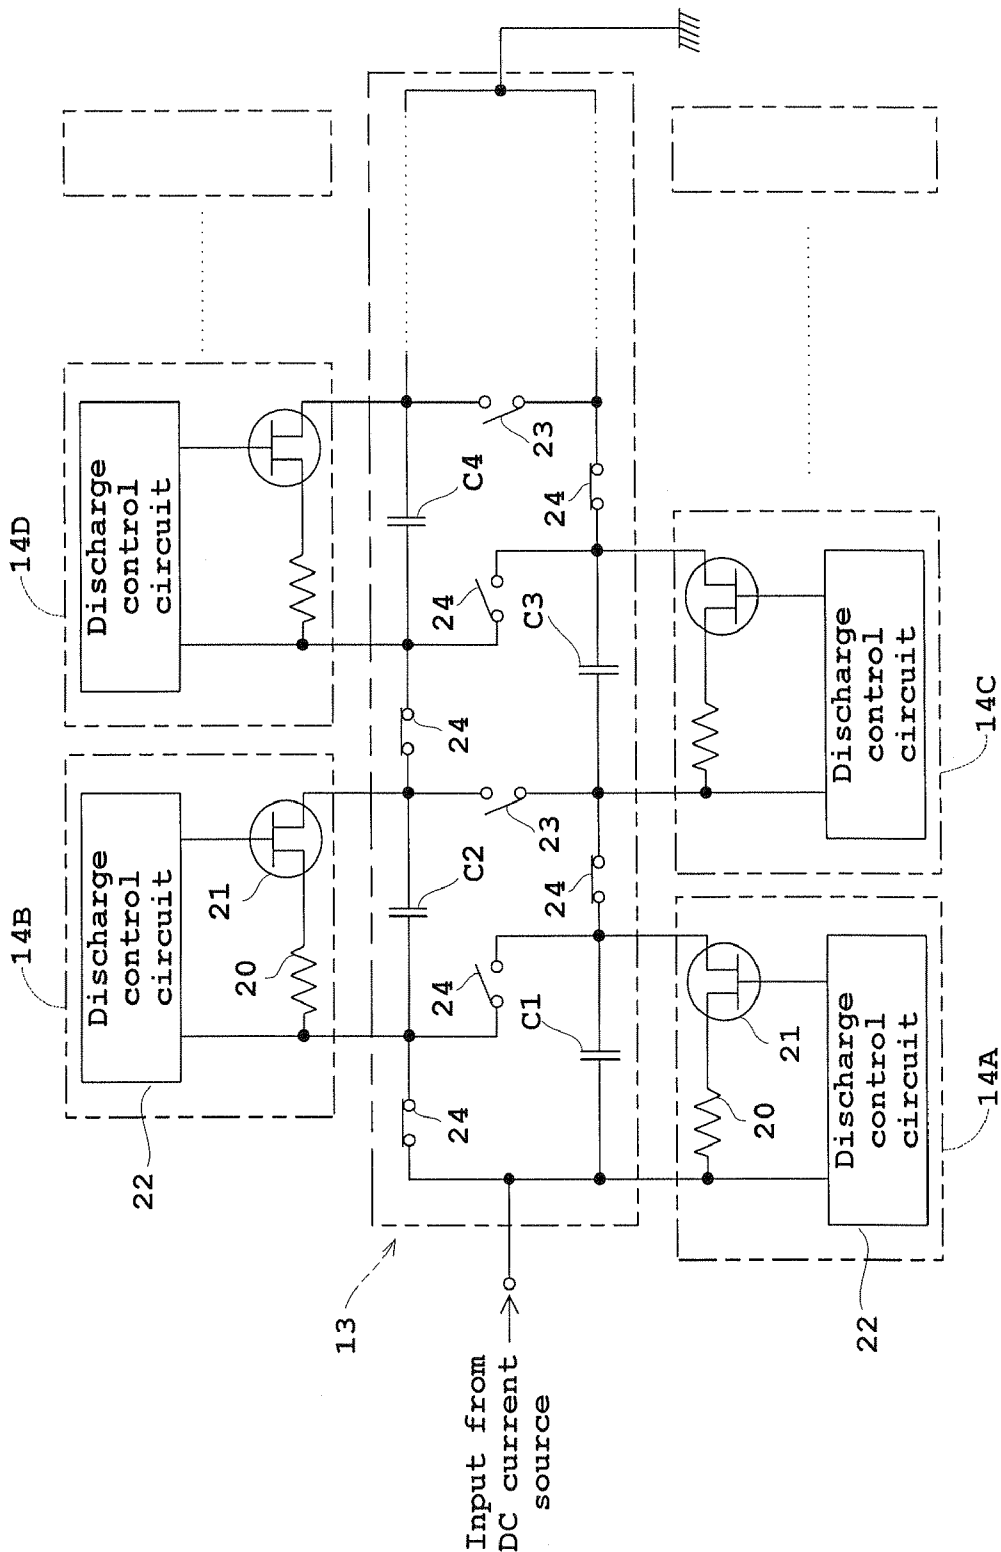 14B
14D
Discharge
control
circuit
Discharge
control
circuit
22
21
20
13
24
C2
24
C4
24
24
Input from
DC current
source
C1
24
23
C3
24
23
20
21
Discharge
control
circuit
Discharge
control
circuit
22
14A
14C